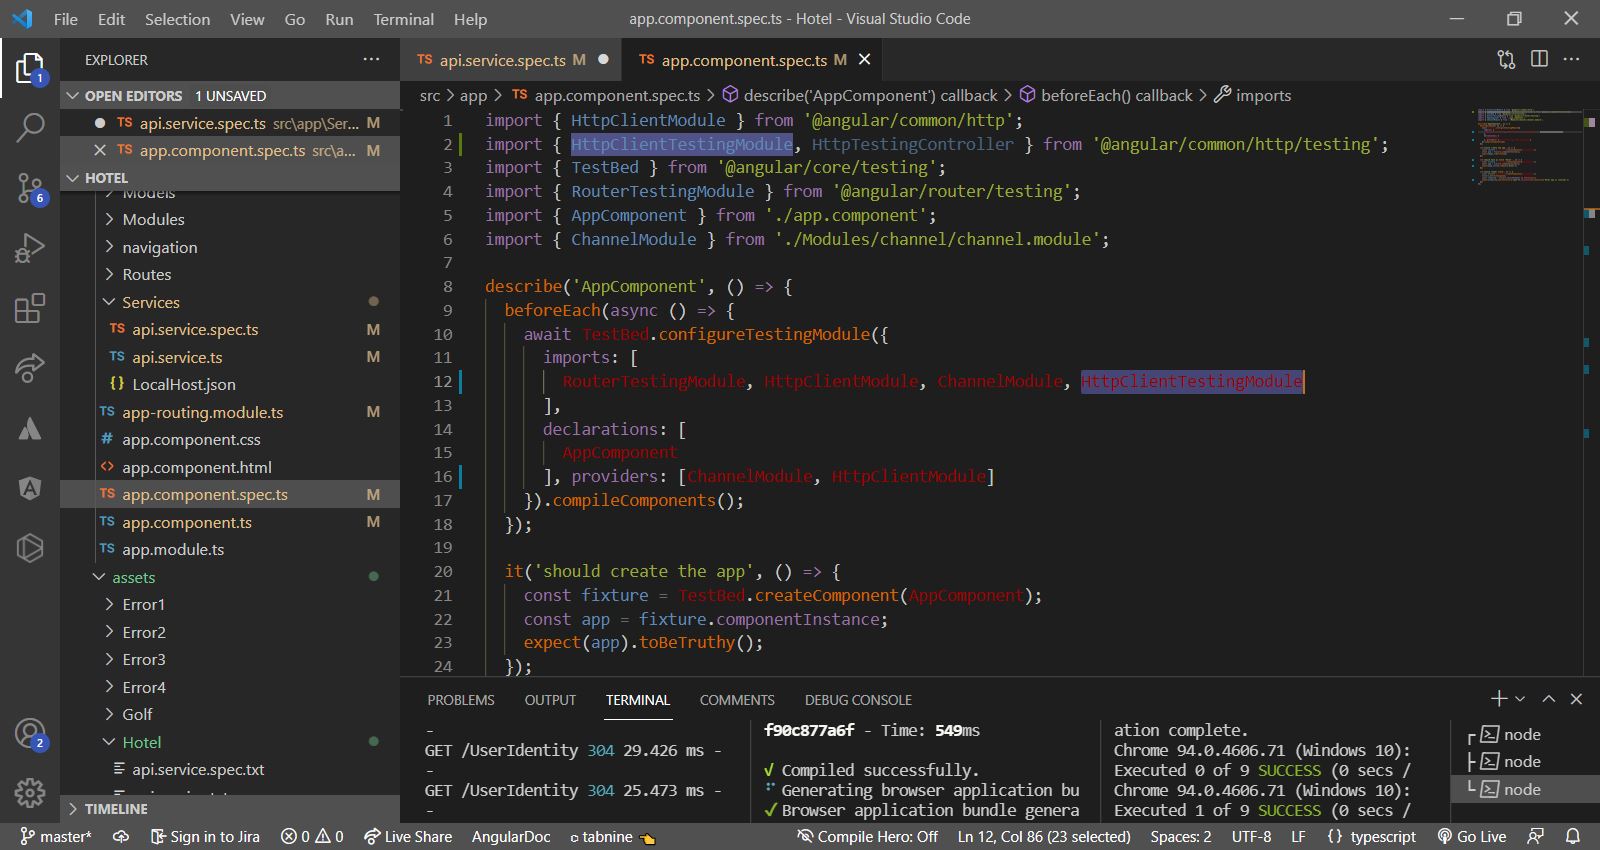 File Edit Selection View Go Run Terminal Help
app.component.spec.ts - Hotel - Visual Studio Code
EXPLORER
OPEN EDITORS 1 UNSAVED
TS api.service.spec.ts src\app\Ser... M
TS app.component.spec.ts src\a... M
HOTEL
Models
Modules
navigation
Routes
Services
TS api.service.spec.ts M
TS api.service.ts M
{} LocalHost.json
TS app-routing.module.ts M
# app.component.css
<> app.component.html
TS app.component.spec.ts M
TS app.component.ts M
TS app.module.ts
assets
Error1
Error2
Error3
Error4
Golf
Hotel
api.service.spec.txt
TIMELINE
1
6
2
TS api.service.spec.ts M
TS app.component.spec.ts M
src > app > TS app.component.spec.ts > describe('AppComponent') callback > beforeEach() callback > imports
1 import { HttpClientModule } from '@angular/common/http';
2 import { HttpClientTestingModule, HttpTestingController } from '@angular/common/http/testing';
3 import { TestBed } from '@angular/core/testing';
4 import { RouterTestingModule } from '@angular/router/testing';
5 import { AppComponent } from './app.component';
6 import { ChannelModule } from './Modules/channel/channel.module';
7
8 describe('AppComponent', () => {
9 beforeEach(async () => {
10 await TestBed.configureTestingModule({
11 imports: [
12 RouterTestingModule, HttpClientModule, ChannelModule, HttpClientTestingModule
13 ],
14 declarations: [
15 AppComponent
16 ], providers: [ChannelModule, HttpClientModule]
17 }).compileComponents();
18 });
19
20 it('should create the app', () => {
21 const fixture = TestBed.createComponent(AppComponent);
22 const app = fixture.componentInstance;
23 expect(app).toBeTruthy();
24 });
PROBLEMS OUTPUT TERMINAL COMMENTS DEBUG CONSOLE
-
GET /UserIdentity 304 29.426 ms -
-
GET /UserIdentity 304 25.473 ms -
-
f90c877a6f - Time: 549ms
√ Compiled successfully.
Generating browser application bu
√ Browser application bundle genera
ation complete.
Chrome 94.0.4606.71 (Windows 10):
Executed 0 of 9 SUCCESS (0 secs /
Chrome 94.0.4606.71 (Windows 10):
Executed 1 of 9 SUCCESS (0 secs /
node
node
node
master* Sign in to Jira 0 0 Live Share AngularDoc tabnine Compile Hero: Off Ln 12, Col 86 (23 selected) Spaces: 2 UTF-8 LF {} typescript Go Live